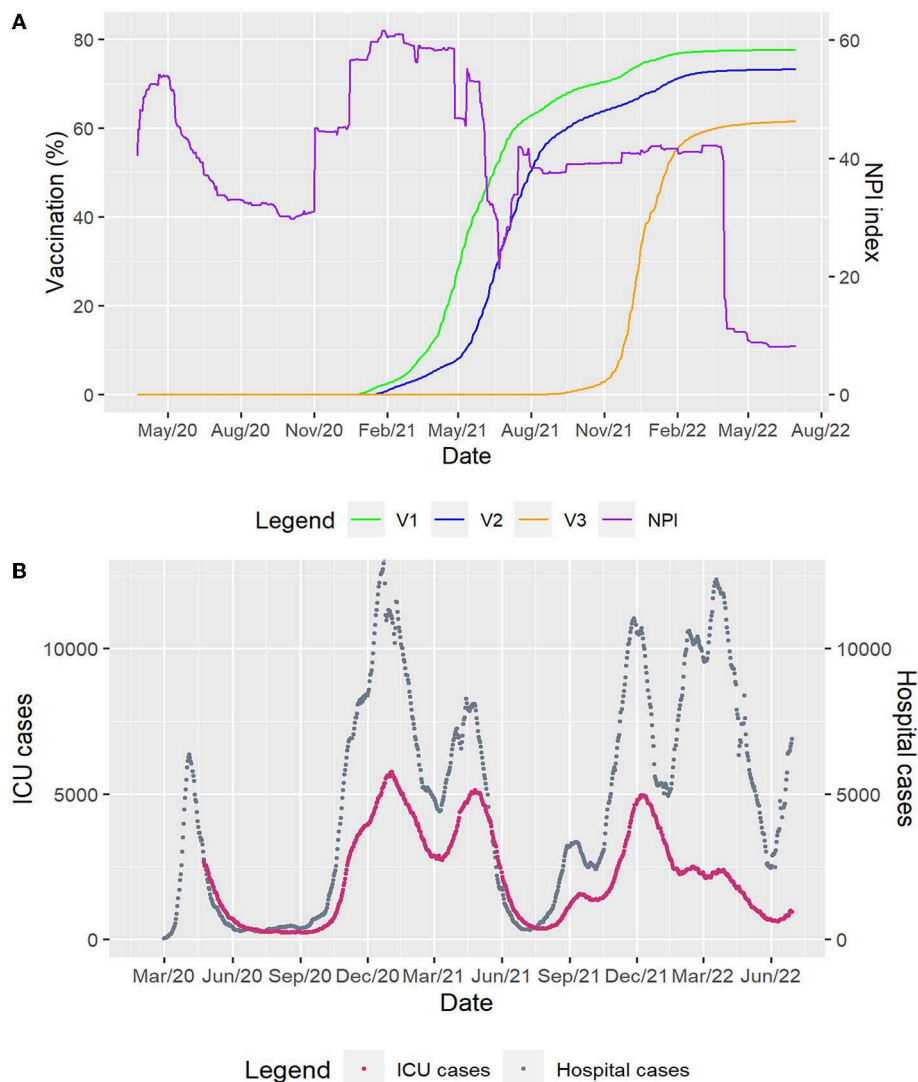 A
Vaccination (%)
80
60
40
20
0
NPI index
60
40
20
0
May/20 Aug/20 Nov/20 Feb/21 May/21 Aug/21 Nov/21 Feb/22 May/22 Aug/22
Date
Legend V1 V2 V3 NPI
B
ICU cases
10000
5000
0
Hospital cases
10000
5000
0
Mar/20 Jun/20 Sep/20 Dec/20 Mar/21 Jun/21 Sep/21 Dec/21 Mar/22 Jun/22
Date
Legend ICU cases Hospital cases